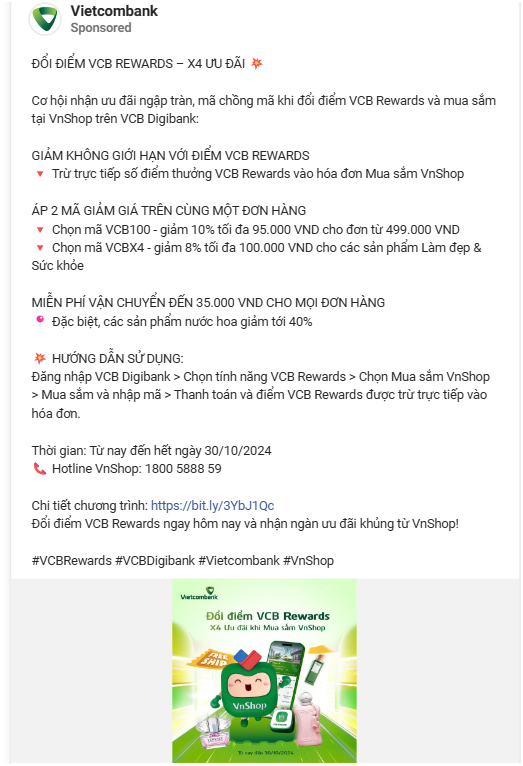 Vietcombank
Sponsored
ĐỔI ĐIỂM VCB REWARDS – X4 ƯU ĐÃI
Cơ hội nhận ưu đãi ngập tràn, mã chồng mã khi đổi điểm VCB Rewards và mua sắm
tại VnShop trên VCB Digibank:
GIẢM KHÔNG GIỚI HẠN VỚI ĐIỂM VCB REWARDS
Trừ trực tiếp số điểm thưởng VCB Rewards vào hóa đơn Mua sắm VnShop
ÁP 2 MÃ GIẢM GIÁ TRÊN CÙNG MỘT ĐƠN HÀNG
Chọn mã VCB100 - giảm 10% tối đa 95.000 VND cho đơn từ 499.000 VND
Chọn mã VCBX4 - giảm 8% tối đa 100.000 VND cho các sản phẩm Làm đẹp &
Sức khỏe
MIỄN PHÍ VẬN CHUYỂN ĐẾN 35.000 VND CHO MỌI ĐƠN HÀNG
Đặc biệt, các sản phẩm nước hoa giảm tới 40%
HƯỚNG DẪN SỬ DỤNG:
Đăng nhập VCB Digibank > Chọn tính năng VCB Rewards > Chọn Mua sắm VnShop
> Mua sắm và nhập mã > Thanh toán và điểm VCB Rewards được trừ trực tiếp vào
hóa đơn.
Thời gian: Từ nay đến hết ngày 30/10/2024
Hotline VnShop: 1800 5888 59
Chi tiết chương trình: https://bit.ly/3YbJ1Qc
Đổi điểm VCB Rewards ngay hôm nay và nhận ngàn ưu đãi khủng từ VnShop!
#VCBRewards #VCBDigibank #Vietcombank #VnShop
Vietcombank
Đổi điểm VCB Rewards
X4 Ưu đãi khi Mua sắm VnShop
FREE
SHIP
VnShop
VnShop
Từ nay đến 30/10/2024